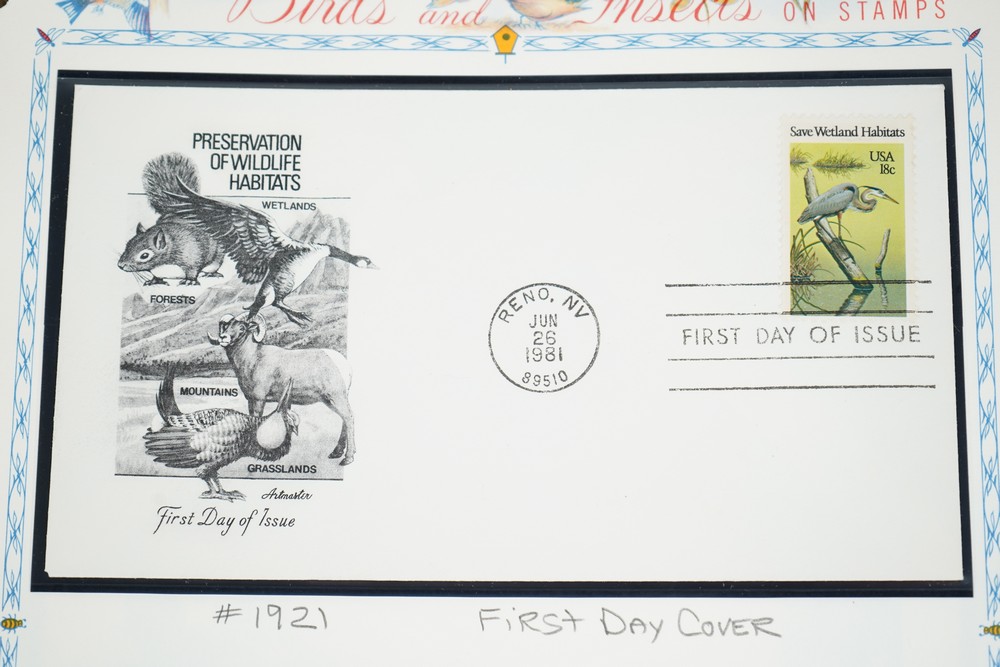 Birds and Insects ON STAMPS
PRESERVATION
OF WILDLIFE
HABITATS
WETLANDS
FORESTS
MOUNTAINS
GRASSLANDS
Artmaster
First Day of Issue
RENO, NV
JUN
26
1981
89510
Save Wetland Habitats
USA
18c
FIRST DAY OF ISSUE
#1921 FiRST DAY COVER